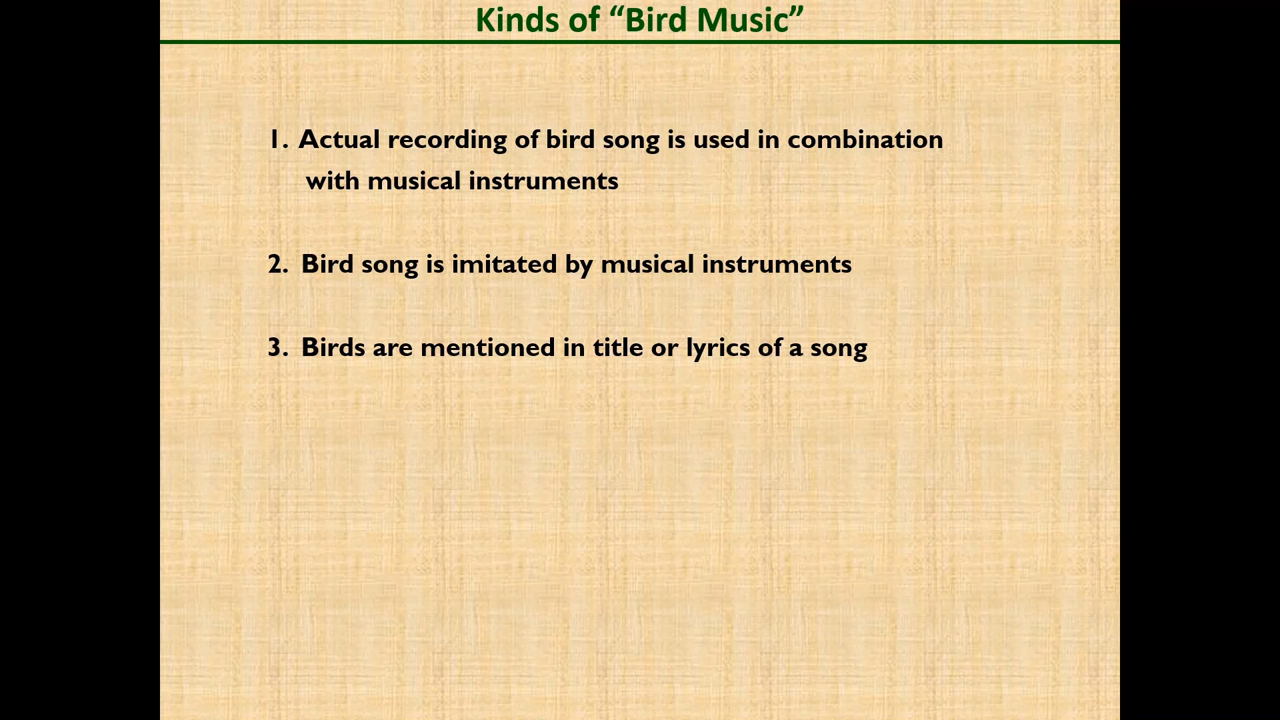 Kinds of “Bird Music”
1. Actual recording of bird song is used in combination
with musical instruments
2. Bird song is imitated by musical instruments
3. Birds are mentioned in title or lyrics of a song